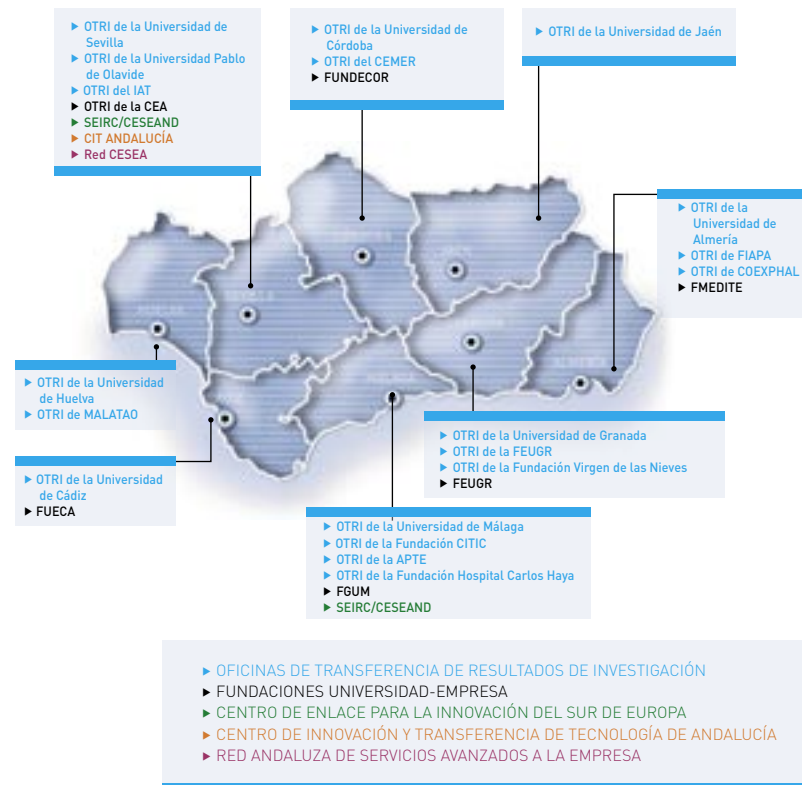 ▶ OTRI de la Universidad de
Sevilla
▶ OTRI de la Universidad Pablo
de Olavide
▶ OTRI del IAT
▶ OTRI de la CEA
▶ SEIRC/CESEAND
▶ CIT ANDALUCÍA
▶ Red CESEA
▶ OTRI de la Universidad de
Córdoba
▶ OTRI del CEMER
▶ FUNDECOR
▶ OTRI de la Universidad de Jaén
▶ OTRI de la
Universidad de
Almería
▶ OTRI de FIAPA
▶ OTRI de COEXPHAL
▶ FMEDITE
▶ OTRI de la Universidad
de Huelva
▶ OTRI de MALATAO
▶ OTRI de la Universidad
de Cádiz
▶ FUECA
▶ OTRI de la Universidad de Granada
▶ OTRI de la FEUGR
▶ OTRI de la Fundación Virgen de las Nieves
▶ FEUGR
▶ OTRI de la Universidad de Málaga
▶ OTRI de la Fundación CITIC
▶ OTRI de la APTE
▶ OTRI de la Fundación Hospital Carlos Haya
▶ FGUM
▶ SEIRC/CESEAND
▶ OFICINAS DE TRANSFERENCIA DE RESULTADOS DE INVESTIGACIÓN
▶ FUNDACIONES UNIVERSIDAD-EMPRESA
▶ CENTRO DE ENLACE PARA LA INNOVACIÓN DEL SUR DE EUROPA
▶ CENTRO DE INNOVACIÓN Y TRANSFERENCIA DE TECNOLOGÍA DE ANDALUCÍA
▶ RED ANDALUZA DE SERVICIOS AVANZADOS A LA EMPRESA